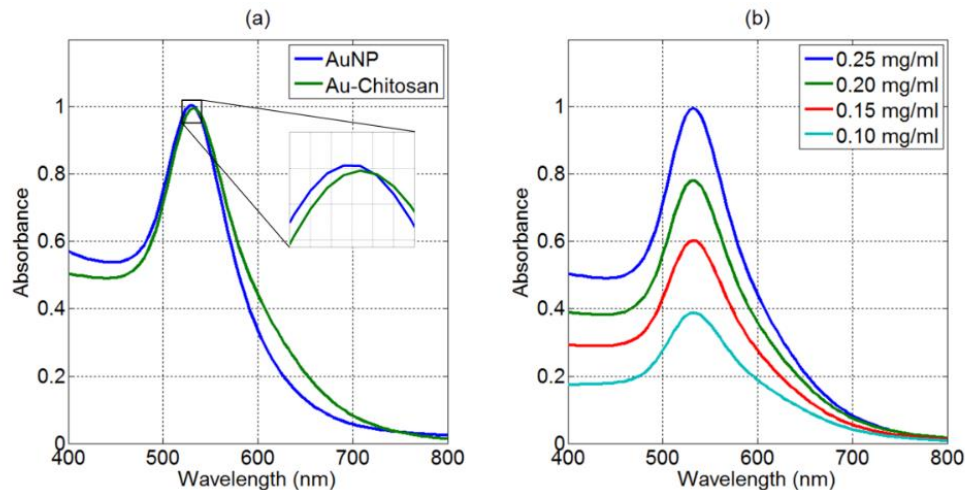 (a)
AuNP
Au-Chitosan
1
0.8
0.6
0.4
0.2
0
400
500
600
700
800
Absorbance
Wavelength (nm)
(b)
0.25 mg/ml
0.20 mg/ml
0.15 mg/ml
0.10 mg/ml
1
0.8
0.6
0.4
0.2
0
400
500
600
700
800
Absorbance
Wavelength (nm)